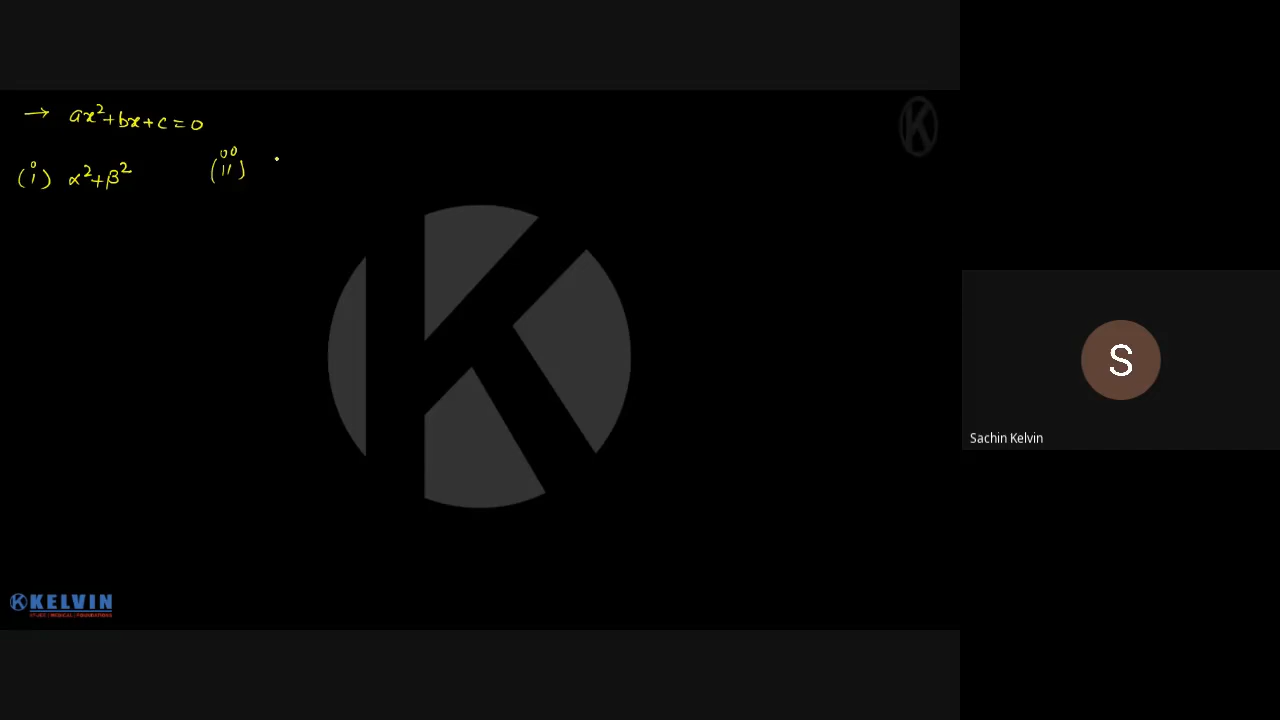 → ax²+bx+c=0
(i) α²+β² (ii)
S
Sachin Kelvin
KELVIN